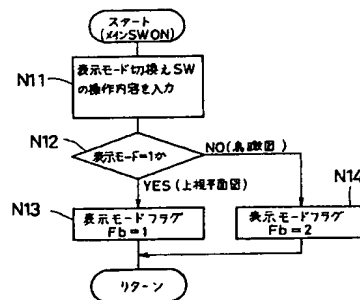 スタート
(メインSW ON)
N11
表示モード切換えSW
の操作内容を入力
N12
表示モード=1か
NO(鳥瞰図)
YES(上視平面図)
N13
表示モードフラグ
Fb=1
N14
表示モードフラグ
Fb=2
リターン